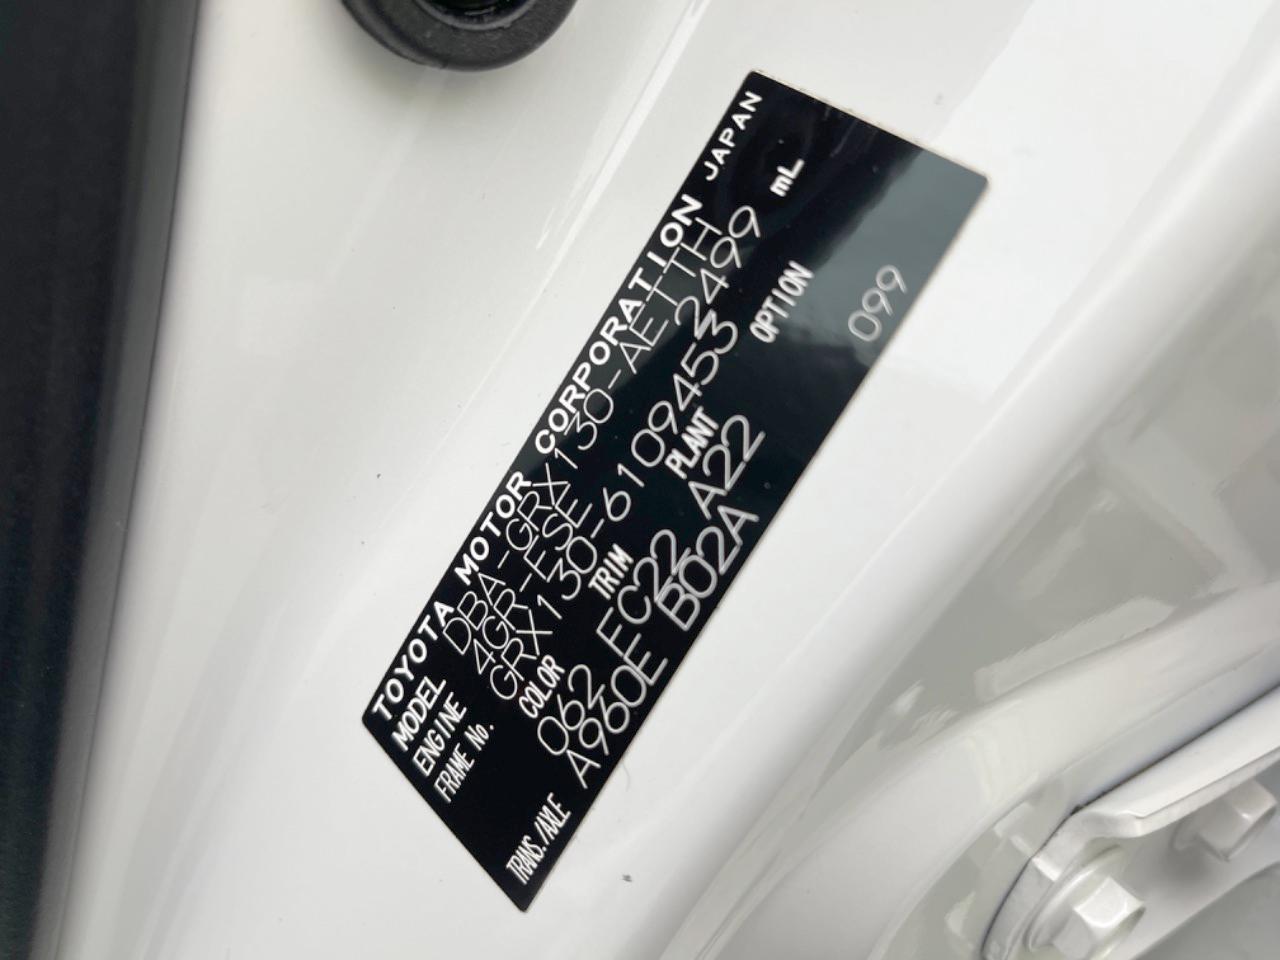 TOYOTA MOTOR CORPORATION JAPAN
MODEL DBA-GRX130-AETTH
ENGINE 4GR-FSE 2499 mL
FRAME No. GRX130-6109453
COLOR TRIM PLANT OPTION
062 FC22 A22 099
TRANS./AXLE A960E B02A